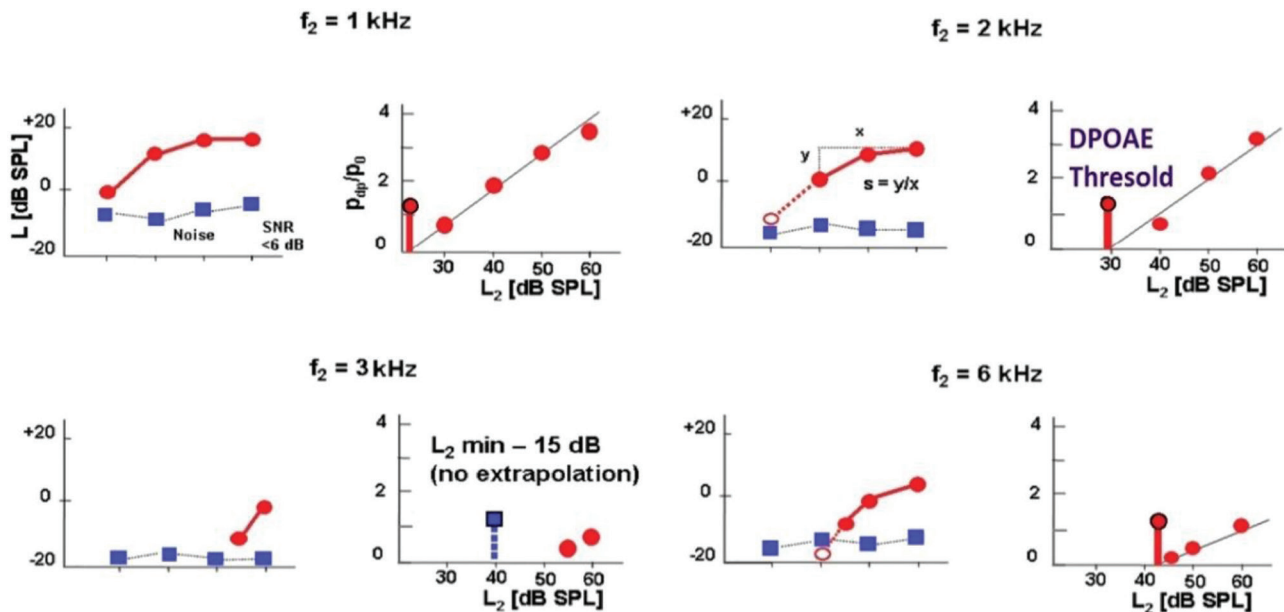 f2 = 1 kHz
f2 = 2 kHz
L [dB SPL]
+20
0
-20
Noise
SNR
<6 dB
pdp/p0
4
2
0
30 40 50 60
L2 [dB SPL]
+20
0
-20
x
y
s = y/x
4
2
0
DPOAE
Thresold
30 40 50 60
L2 [dB SPL]
f2 = 3 kHz
f2 = 6 kHz
+20
0
-20
4
2
0
L2 min – 15 dB
(no extrapolation)
30 40 50 60
L2 [dB SPL]
+20
0
-20
4
2
0
30 40 50 60
L2 [dB SPL]